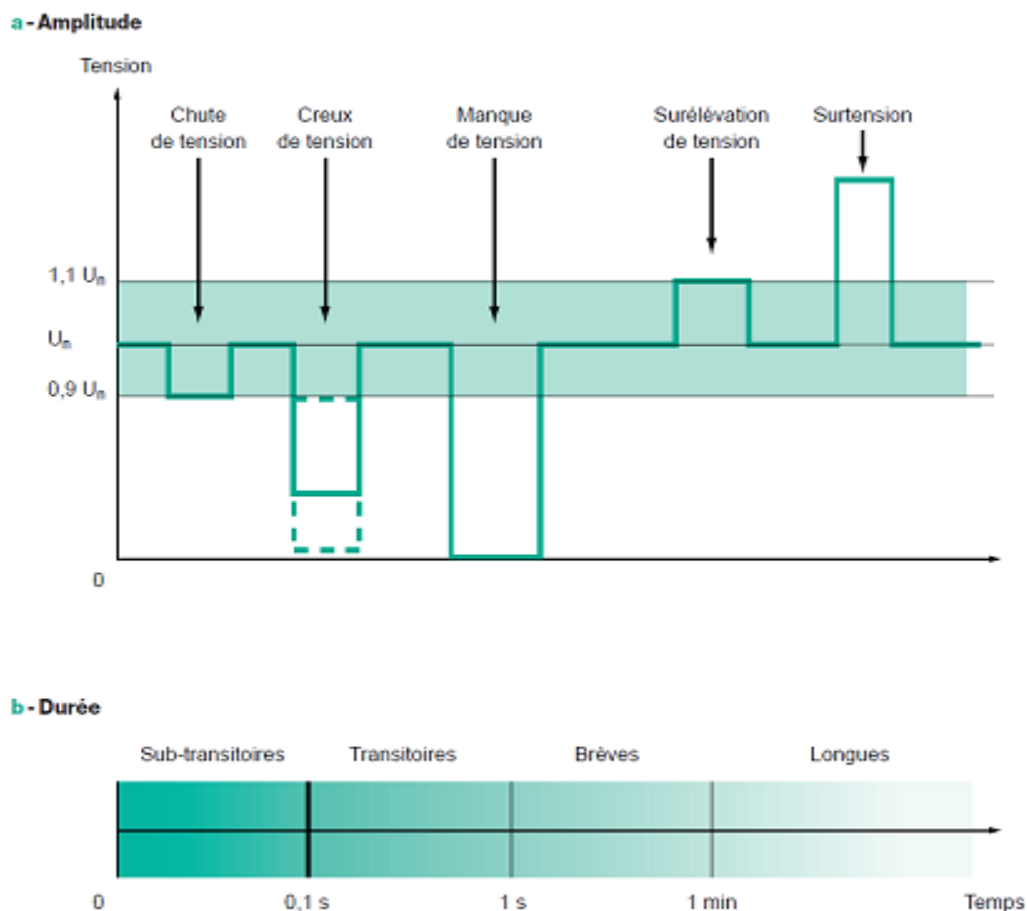 a - Amplitude
Tension
Chute
de tension
Creux
de tension
Manque
de tension
Surélévation
de tension
Surtension
1,1 Un
Un
0,9 Un
0
b - Durée
Sub-transitoires
Transitoires
Brèves
Longues
0
0,1 s
1 s
1 min
Temps